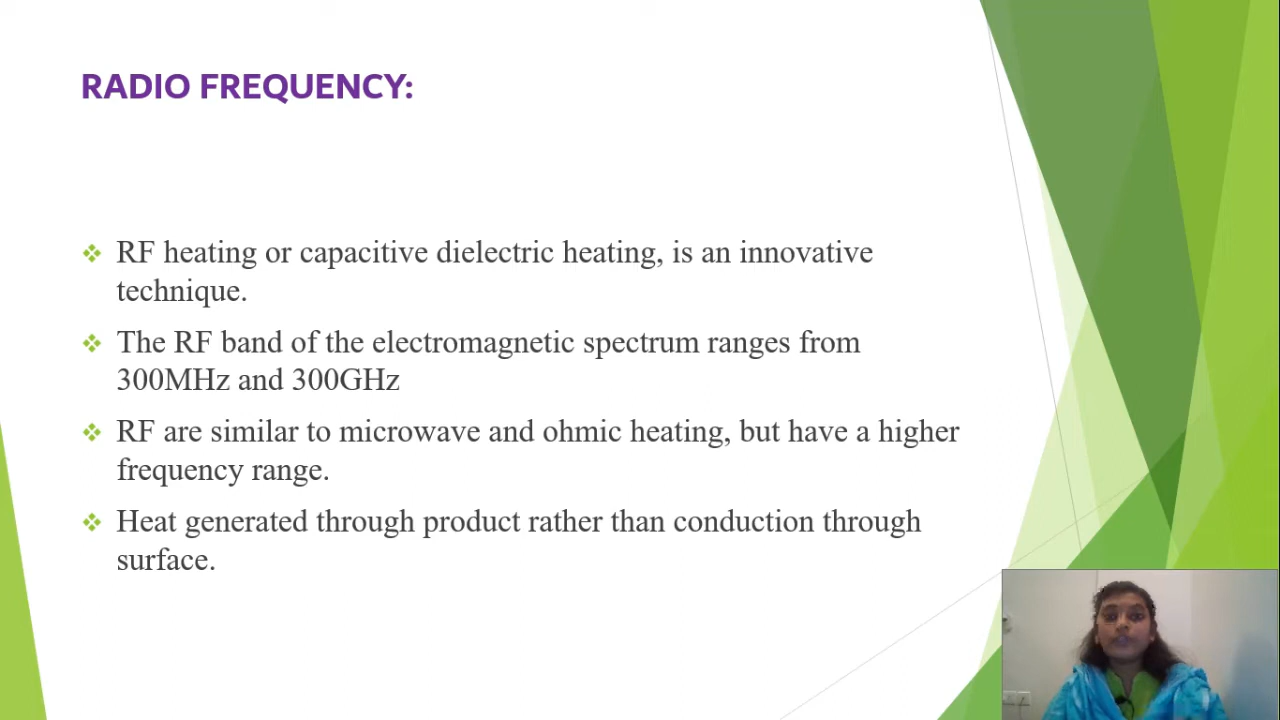 RADIO FREQUENCY:
RF heating or capacitive dielectric heating, is an innovative
technique.
The RF band of the electromagnetic spectrum ranges from
300MHz and 300GHz
RF are similar to microwave and ohmic heating, but have a higher
frequency range.
Heat generated through product rather than conduction through
surface.